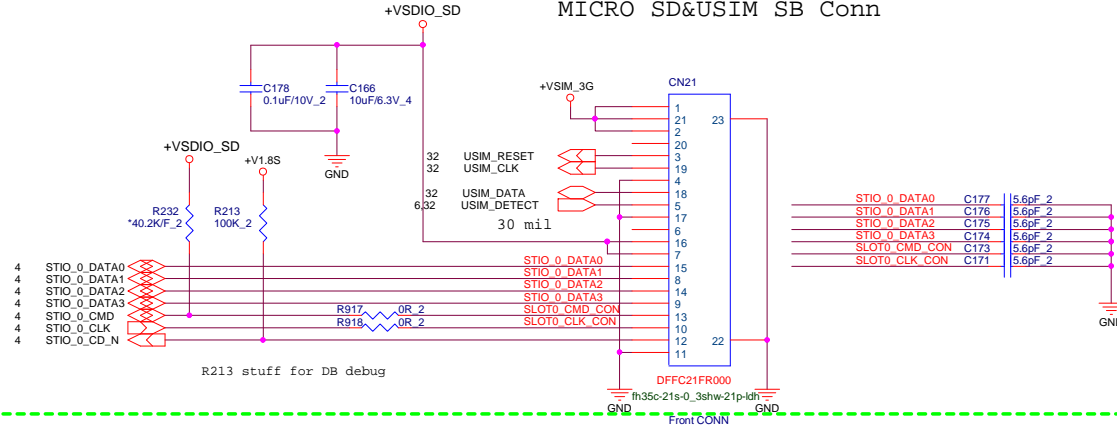 MICRO SD&USIM SB Conn
+VSDIO_SD
C178
0.1uF/10V_2
C166
10uF/6.3V_4
GND
+VSDIO_SD
+V1.8S
R232
*40.2K/F_2
R213
100K_2
+VSIM_3G
CN21
32 USIM_RESET
32 USIM_CLK
32 USIM_DATA
6,32 USIM_DETECT
30 mil
1
21
2
20
3
19
4
18
5
17
6
16
7
15
8
14
9
13
10
12
11
23
22
4 STIO_0_DATA0
4 STIO_0_DATA1
4 STIO_0_DATA2
4 STIO_0_DATA3
4 STIO_0_CMD
4 STIO_0_CLK
4 STIO_0_CD_N
R917 0R_2
R918 0R_2
STIO_0_DATA0
STIO_0_DATA1
STIO_0_DATA2
STIO_0_DATA3
SLOT0_CMD_CON
SLOT0_CLK_CON
STIO_0_DATA0 C177 5.6pF_2
STIO_0_DATA1 C176 5.6pF_2
STIO_0_DATA2 C175 5.6pF_2
STIO_0_DATA3 C174 5.6pF_2
SLOT0_CMD_CON C173 5.6pF_2
SLOT0_CLK_CON C171 5.6pF_2
GND
R213 stuff for DB debug
DFFC21FR000
fh35c-21s-0_3shw-21p-ldh
GND
GND
Front CONN